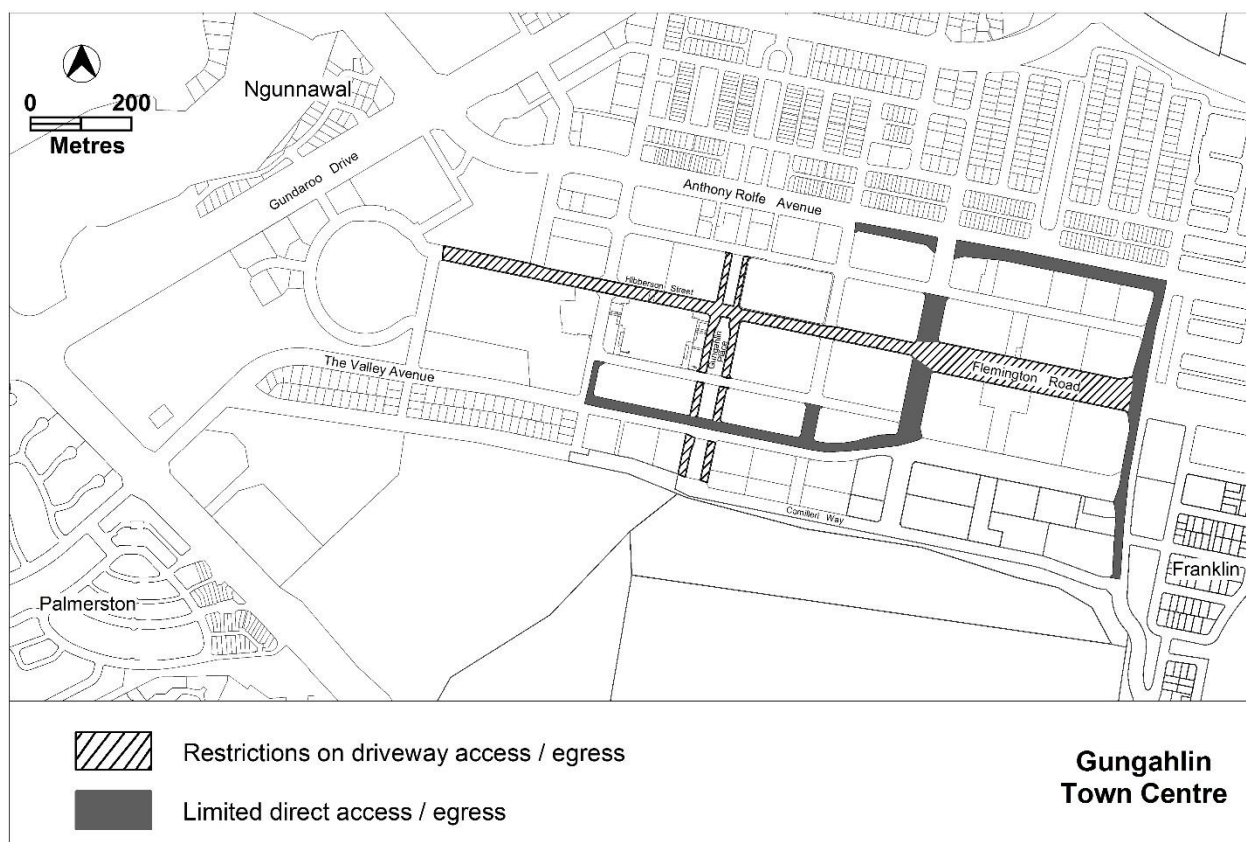 Ngunnawal
0 200
Metres
Gundaroo Drive
Anthony Rolfe Avenue
Hibberson Street
Gungahlin
Place
The Valley Avenue
Flemington Road
Camilleri Way
Franklin
Palmerston
Restrictions on driveway access / egress
Limited direct access / egress
Gungahlin
Town Centre